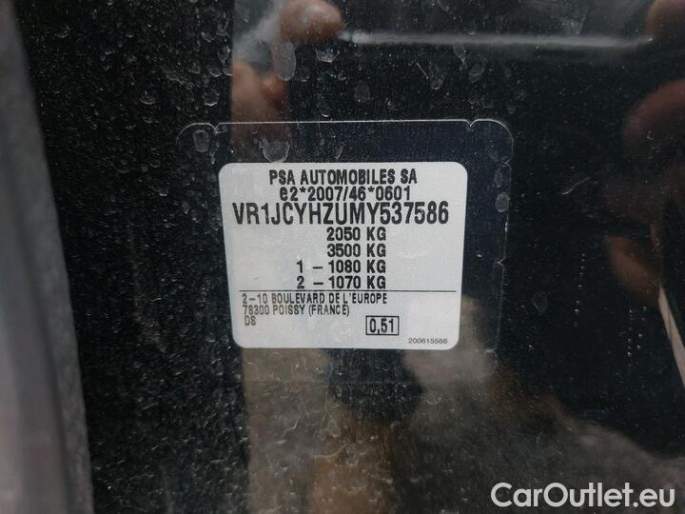 PSA AUTOMOBILES SA
e2*2007/46*0601
VR1JCYHZUMY537586
2050 KG
3500 KG
1 - 1080 KG
2 - 1070 KG
2-10 BOULEVARD DE L'EUROPE
78300 POISSY (FRANCE)
DS
0,51
200615566
CarOutlet.eu